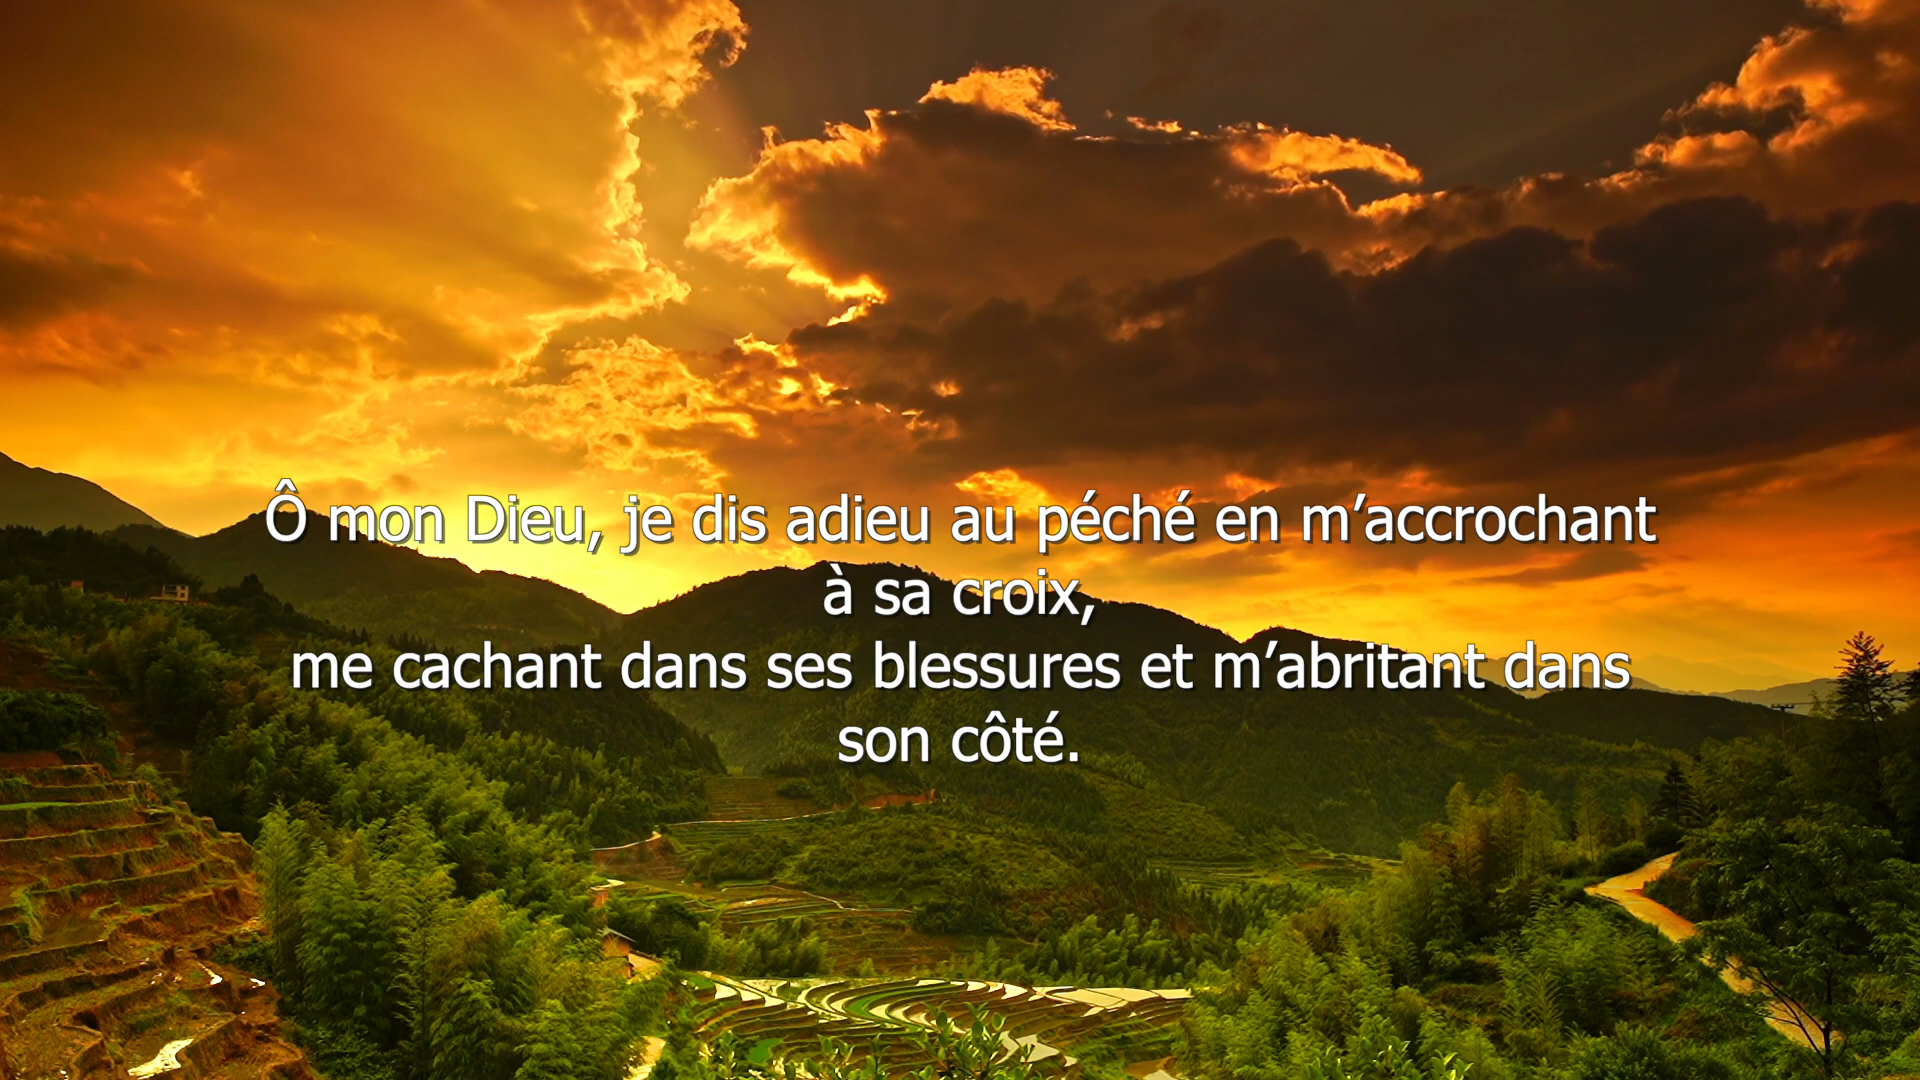 Ô mon Dieu, je dis adieu au péché en m’accrochant
à sa croix,
me cachant dans ses blessures et m’abritant dans
son côté.